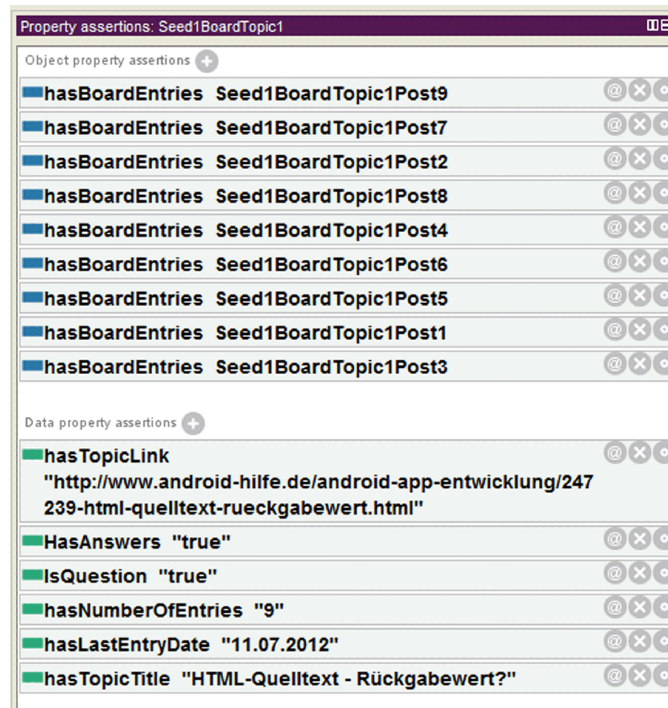 Property assertions: Seed1BoardTopic1
Object property assertions
hasBoardEntries Seed1BoardTopic1Post9
hasBoardEntries Seed1BoardTopic1Post7
hasBoardEntries Seed1BoardTopic1Post2
hasBoardEntries Seed1BoardTopic1Post8
hasBoardEntries Seed1BoardTopic1Post4
hasBoardEntries Seed1BoardTopic1Post6
hasBoardEntries Seed1BoardTopic1Post5
hasBoardEntries Seed1BoardTopic1Post1
hasBoardEntries Seed1BoardTopic1Post3
Data property assertions
hasTopicLink
"http://www.android-hilfe.de/android-app-entwicklung/247
239-html-quelltext-rueckgabewert.html"
HasAnswers "true"
IsQuestion "true"
hasNumberOfEntries "9"
hasLastEntryDate "11.07.2012"
hasTopicTitle "HTML-Quelltext - Rückgabewert?"